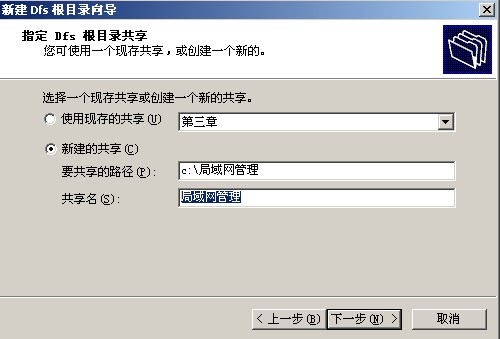 新建 Dfs 根目录向导
指定 Dfs 根目录共享
您可使用一个现存共享，或创建一个新的。
选择一个现存共享或创建一个新的共享。
使用现存的共享(U) 第三章
新建的共享(C)
要共享的路径(P): c:\局域网管理
共享名(S): 局域网管理
< 上一步(B) 下一步(N) > 取消